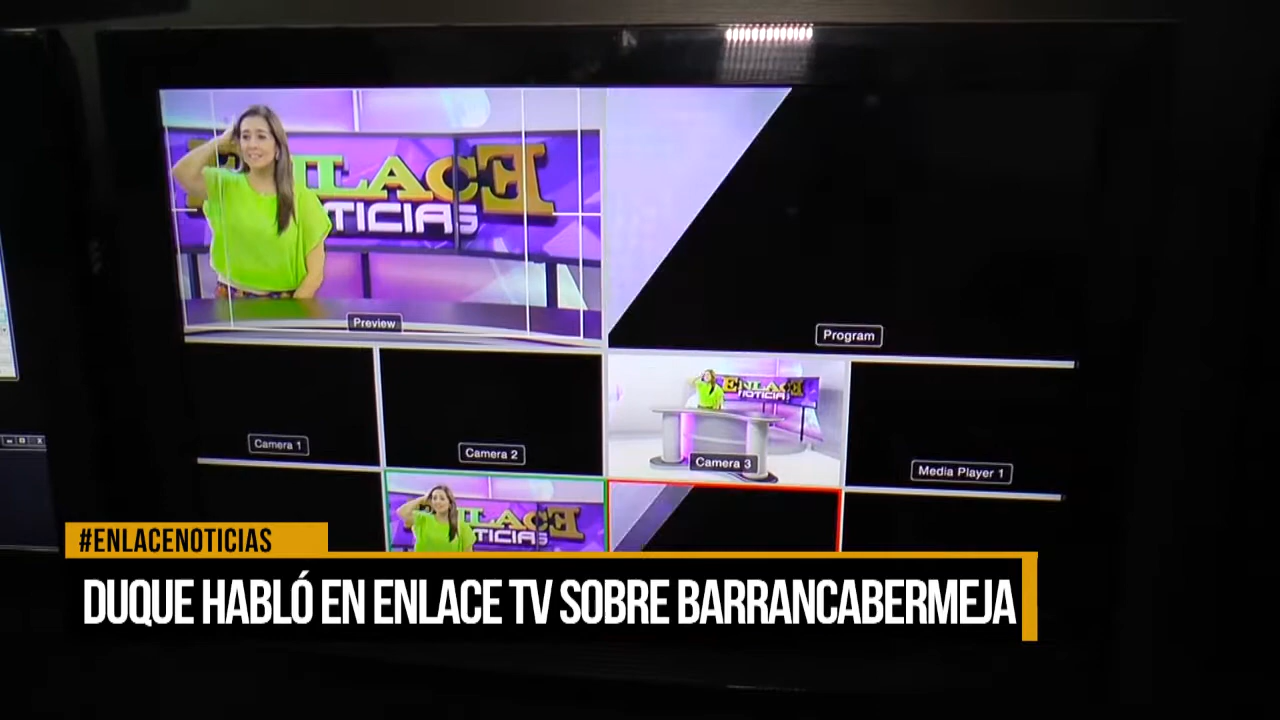 ENLACE
NOTICIAS
Preview
Program
Camera 1
Camera 2
ENLACE
NOTICIAS
Camera 3
Media Player 1
ENLACE
TICIAS
#ENLACENOTICIAS
DUQUE HABLÓ EN ENLACE TV SOBRE BARRANCABERMEJA